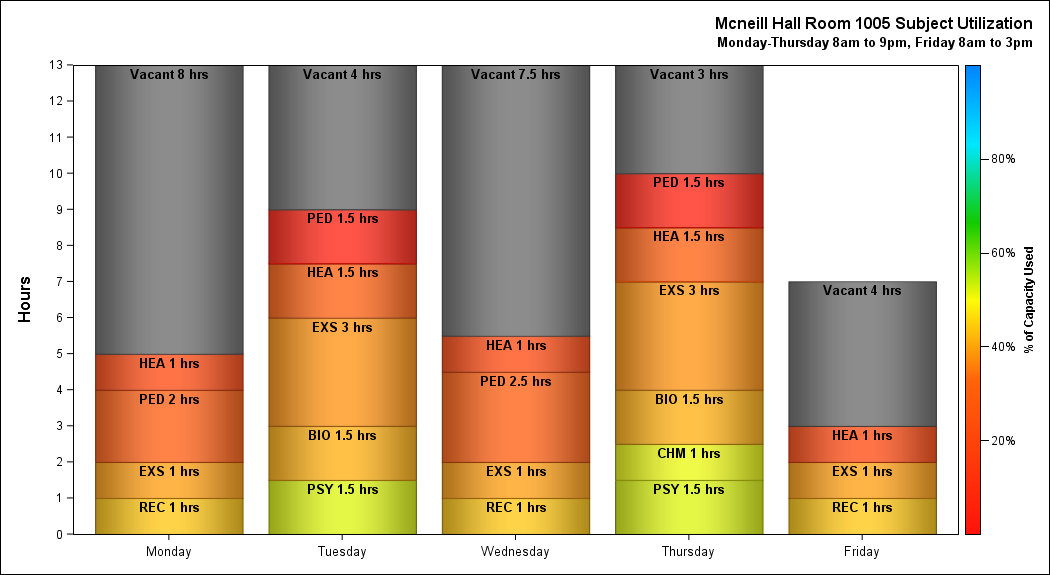 Mcneill Hall Room 1005 Subject Utilization
Monday-Thursday 8am to 9pm, Friday 8am to 3pm
Hours
13
12
11
10
9
8
7
6
5
4
3
2
1
0
Vacant 8 hrs
HEA 1 hrs
PED 2 hrs
EXS 1 hrs
REC 1 hrs
Monday
Vacant 4 hrs
PED 1.5 hrs
HEA 1.5 hrs
EXS 3 hrs
BIO 1.5 hrs
PSY 1.5 hrs
Tuesday
Vacant 7.5 hrs
HEA 1 hrs
PED 2.5 hrs
EXS 1 hrs
REC 1 hrs
Wednesday
Vacant 3 hrs
PED 1.5 hrs
HEA 1.5 hrs
EXS 3 hrs
BIO 1.5 hrs
CHM 1 hrs
PSY 1.5 hrs
Thursday
Vacant 4 hrs
HEA 1 hrs
EXS 1 hrs
REC 1 hrs
Friday
80%
60%
40%
20%
% of Capacity Used